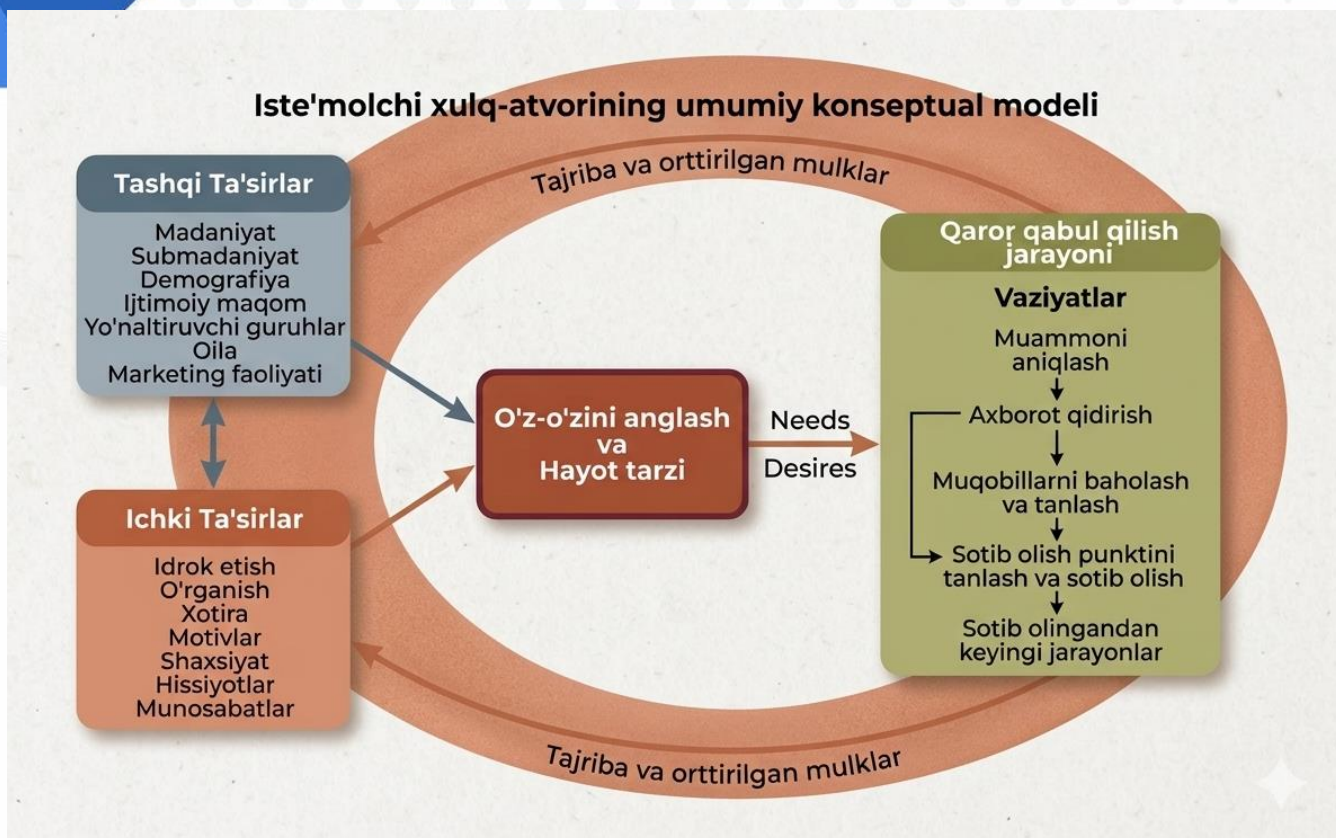 Iste'molchi xulq-atvorining umumiy konseptual modeli
Tajriba va orttirilgan mulklar
Tashqi Ta'sirlar
Madaniyat
Submadaniyat
Demografiya
Ijtimoiy maqom
Yo'naltiruvchi guruhlar
Oila
Marketing faoliyati
Ichki Ta'sirlar
Idrok etish
O'rganish
Xotira
Motivlar
Shaxsiyat
Hissiyotlar
Munosabatlar
O'z-o'zini anglash
va
Hayot tarzi
Needs
Desires
Qaror qabul qilish
jarayoni
Vaziyatlar
Muammoni
aniqlash
Axborot qidirish
Muqobillarni baholash
va tanlash
Sotib olish punktini
tanlash va sotib olish
Sotib olingandan
keyingi jarayonlar
Tajriba va orttirilgan mulklar